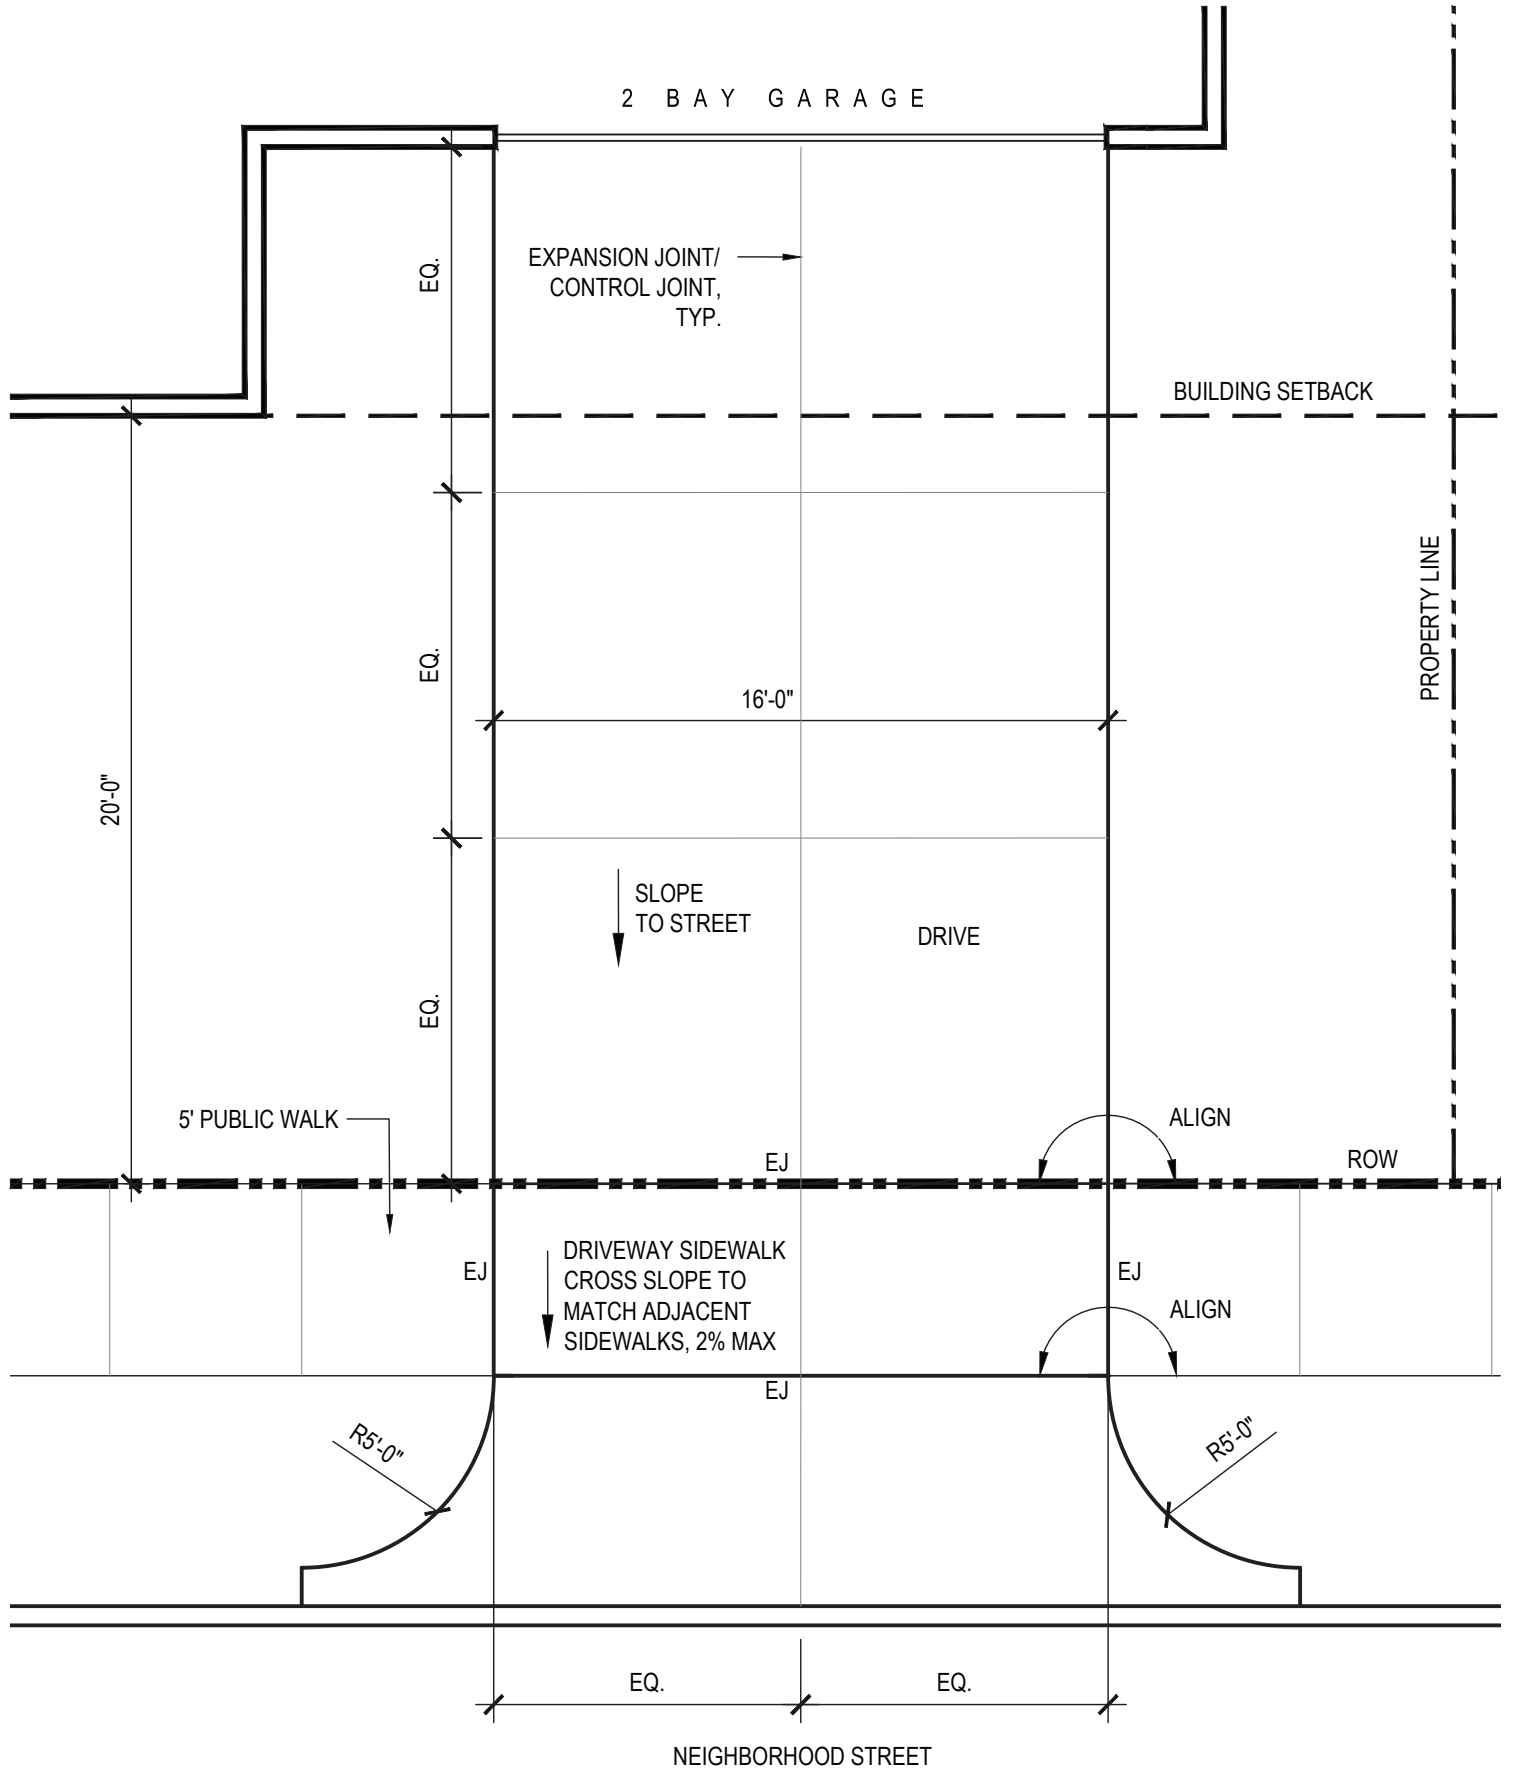 2 BAY GARAGE
EXPANSION JOINT/
CONTROL JOINT,
TYP.
EQ.
BUILDING SETBACK
PROPERTY LINE
EQ.
16'-0"
20'-0"
SLOPE
TO STREET
DRIVE
EQ.
5' PUBLIC WALK
ALIGN
EJ
ROW
DRIVEWAY SIDEWALK
CROSS SLOPE TO
MATCH ADJACENT
SIDEWALKS, 2% MAX
EJ
EJ
ALIGN
EJ
R5'-0"
R5'-0"
EQ.
EQ.
NEIGHBORHOOD STREET